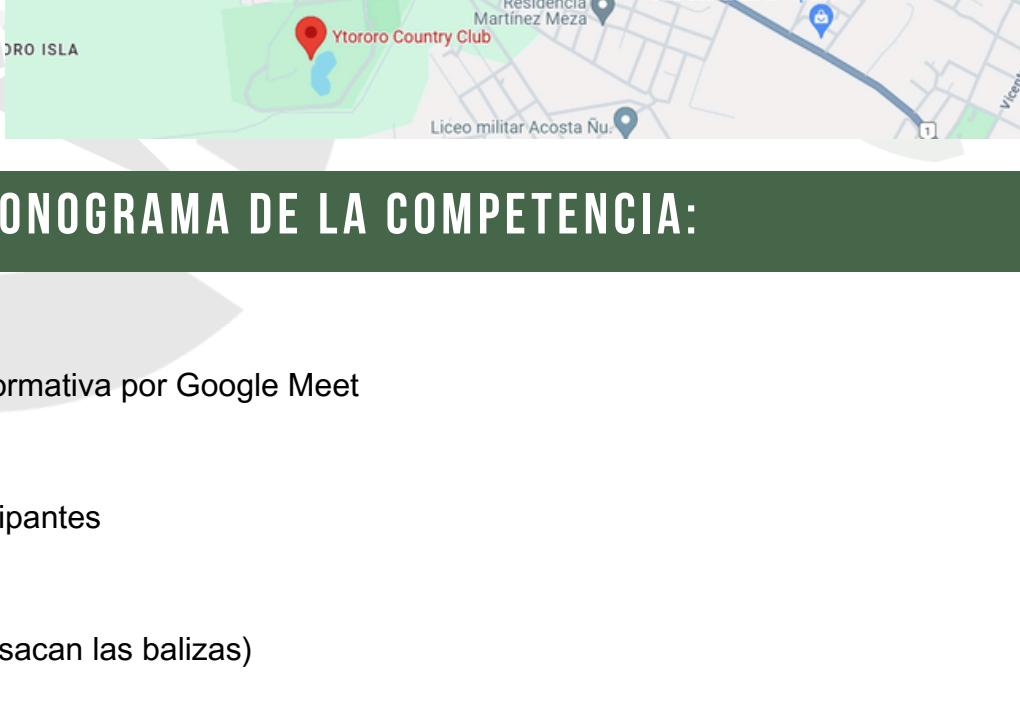 Residencia
Martínez Meza
Ytororo Country Club
ORO ISLA
Vicen
Liceo militar Acosta Ñu.
1
ONOGRAMA DE LA COMPETENCIA:
ormativa por Google Meet
ipantes
sacan las balizas)